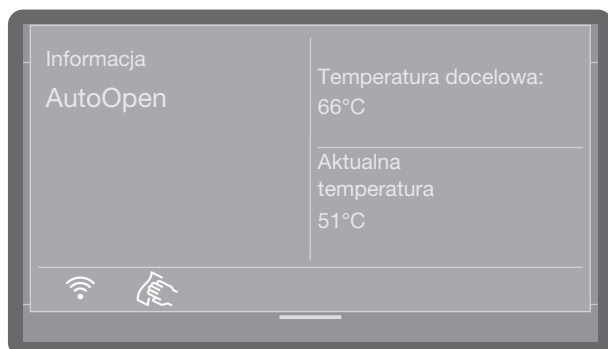 Informacja
AutoOpen
Temperatura docelowa:
66°C
Aktualna
temperatura
51°C